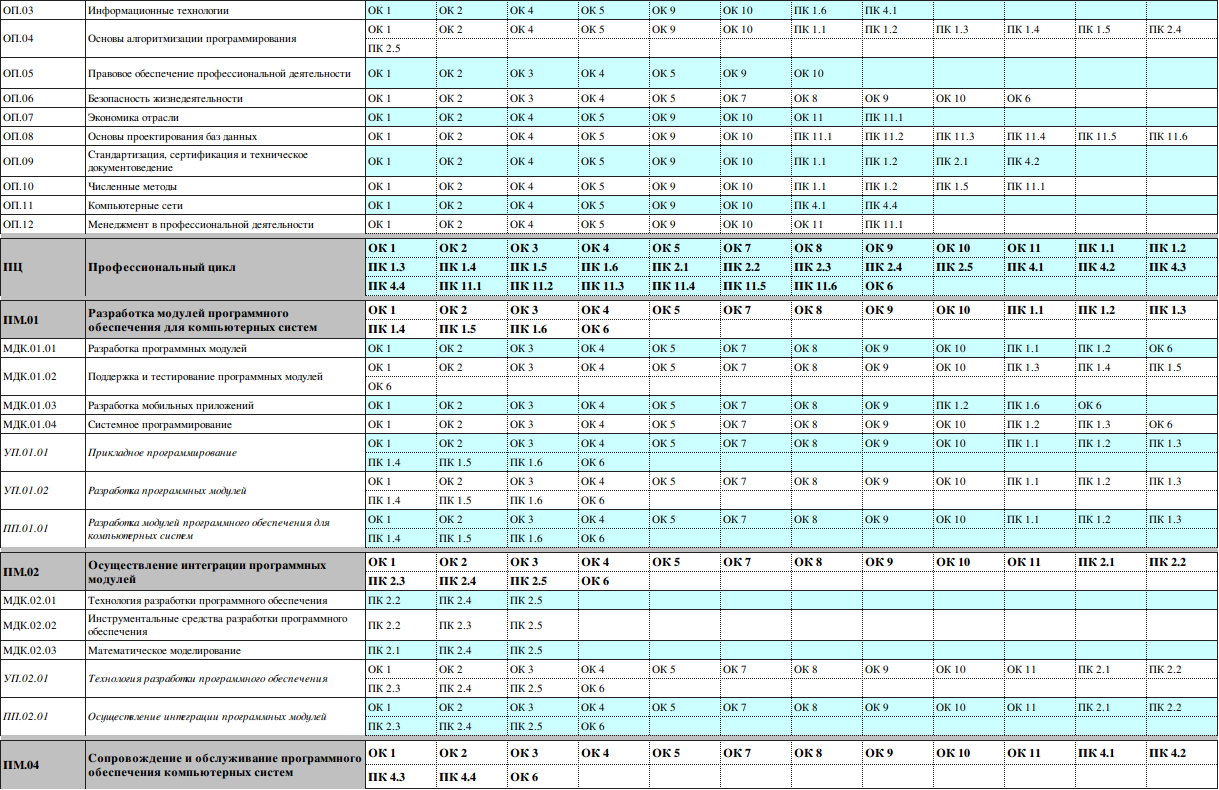 ОП.03 Информационные технологии ОК 1 ОК 2 ОК 4 ОК 5 ОК 9 ОК 10 ПК 1.6 ПК 4.1
ОП.04 Основы алгоритмизации программирования ОК 1 ОК 2 ОК 4 ОК 5 ОК 9 ОК 10 ПК 1.1 ПК 1.2 ПК 1.3 ПК 1.4 ПК 1.5 ПК 2.4
ПК 2.5
ОП.05 Правовое обеспечение профессиональной деятельности ОК 1 ОК 2 ОК 3 ОК 4 ОК 5 ОК 9 ОК 10
ОП.06 Безопасность жизнедеятельности ОК 1 ОК 2 ОК 3 ОК 4 ОК 5 ОК 7 ОК 8 ОК 9 ОК 10 ОК 6
ОП.07 Экономика отрасли ОК 1 ОК 2 ОК 4 ОК 5 ОК 9 ОК 10 ОК 11 ПК 11.1
ОП.08 Основы проектирования баз данных ОК 1 ОК 2 ОК 4 ОК 5 ОК 9 ОК 10 ПК 11.1 ПК 11.2 ПК 11.3 ПК 11.4 ПК 11.5 ПК 11.6
ОП.09 Стандартизация, сертификация и техническое
документоведение ОК 1 ОК 2 ОК 4 ОК 5 ОК 9 ОК 10 ПК 1.1 ПК 1.2 ПК 2.1 ПК 4.2
ОП.10 Численные методы ОК 1 ОК 2 ОК 4 ОК 5 ОК 9 ОК 10 ПК 1.1 ПК 1.2 ПК 1.5 ПК 11.1
ОП.11 Компьютерные сети ОК 1 ОК 2 ОК 4 ОК 5 ОК 9 ОК 10 ПК 4.1 ПК 4.4
ОП.12 Менеджмент в профессиональной деятельности ОК 1 ОК 2 ОК 4 ОК 5 ОК 9 ОК 10 ОК 11 ПК 11.1
ПЦ Профессиональный цикл ОК 1 ОК 2 ОК 3 ОК 4 ОК 5 ОК 7 ОК 8 ОК 9 ОК 10 ОК 11 ПК 1.1 ПК 1.2
ПК 1.3 ПК 1.4 ПК 1.5 ПК 1.6 ПК 2.1 ПК 2.2 ПК 2.3 ПК 2.4 ПК 2.5 ПК 4.1 ПК 4.2 ПК 4.3
ПК 4.4 ПК 11.1 ПК 11.2 ПК 11.3 ПК 11.4 ПК 11.5 ПК 11.6 ОК 6
ПМ.01 Разработка модулей программного ОК 1 ОК 2 ОК 3 ОК 4 ОК 5 ОК 7 ОК 8 ОК 9 ОК 10 ПК 1.1 ПК 1.2 ПК 1.3
обеспечения для компьютерных систем ПК 1.4 ПК 1.5 ПК 1.6 ОК 6
МДК.01.01 Разработка программных модулей ОК 1 ОК 2 ОК 3 ОК 4 ОК 5 ОК 7 ОК 8 ОК 9 ОК 10 ПК 1.1 ПК 1.2 ОК 6
МДК.01.02 Поддержка и тестирование программных модулей ОК 1 ОК 2 ОК 3 ОК 4 ОК 5 ОК 7 ОК 8 ОК 9 ОК 10 ПК 1.3 ПК 1.4 ПК 1.5
ОК 6
МДК.01.03 Разработка мобильных приложений ОК 1 ОК 2 ОК 3 ОК 4 ОК 5 ОК 7 ОК 8 ОК 9 ПК 1.2 ПК 1.6 ОК 6
МДК.01.04 Системное программирование ОК 1 ОК 2 ОК 3 ОК 4 ОК 5 ОК 7 ОК 8 ОК 9 ОК 10 ПК 1.2 ПК 1.3 ОК 6
УП.01.01 Прикладное программирование ОК 1 ОК 2 ОК 3 ОК 4 ОК 5 ОК 7 ОК 8 ОК 9 ОК 10 ПК 1.1 ПК 1.2 ПК 1.3
ПК 1.4 ПК 1.5 ПК 1.6 ОК 6
УП.01.02 Разработка программных модулей ОК 1 ОК 2 ОК 3 ОК 4 ОК 5 ОК 7 ОК 8 ОК 9 ОК 10 ПК 1.1 ПК 1.2 ПК 1.3
ПК 1.4 ПК 1.5 ПК 1.6 ОК 6
ПП.01.01 Разработка модулей программного обеспечения для ОК 1 ОК 2 ОК 3 ОК 4 ОК 5 ОК 7 ОК 8 ОК 9 ОК 10 ПК 1.1 ПК 1.2 ПК 1.3
компьютерных систем ПК 1.4 ПК 1.5 ПК 1.6 ОК 6
ПМ.02 Осуществление интеграции программных ОК 1 ОК 2 ОК 3 ОК 4 ОК 5 ОК 7 ОК 8 ОК 9 ОК 10 ОК 11 ПК 2.1 ПК 2.2
модулей ПК 2.3 ПК 2.4 ПК 2.5 ОК 6
МДК.02.01 Технология разработки программного обеспечения ПК 2.2 ПК 2.4 ПК 2.5
МДК.02.02 Инструментальные средства разработки программного
обеспечения ПК 2.2 ПК 2.3 ПК 2.5
МДК.02.03 Математическое моделирование ПК 2.1 ПК 2.4 ПК 2.5
УП.02.01 Технология разработки программного обеспечения ОК 1 ОК 2 ОК 3 ОК 4 ОК 5 ОК 7 ОК 8 ОК 9 ОК 10 ОК 11 ПК 2.1 ПК 2.2
ПК 2.3 ПК 2.4 ПК 2.5 ОК 6
ПП.02.01 Осуществление интеграции программных модулей ОК 1 ОК 2 ОК 3 ОК 4 ОК 5 ОК 7 ОК 8 ОК 9 ОК 10 ОК 11 ПК 2.1 ПК 2.2
ПК 2.3 ПК 2.4 ПК 2.5 ОК 6
ПМ.04 Сопровождение и обслуживание программного ОК 1 ОК 2 ОК 3 ОК 4 ОК 5 ОК 7 ОК 8 ОК 9 ОК 10 ОК 11 ПК 4.1 ПК 4.2
обеспечения компьютерных систем ПК 4.3 ПК 4.4 ОК 6